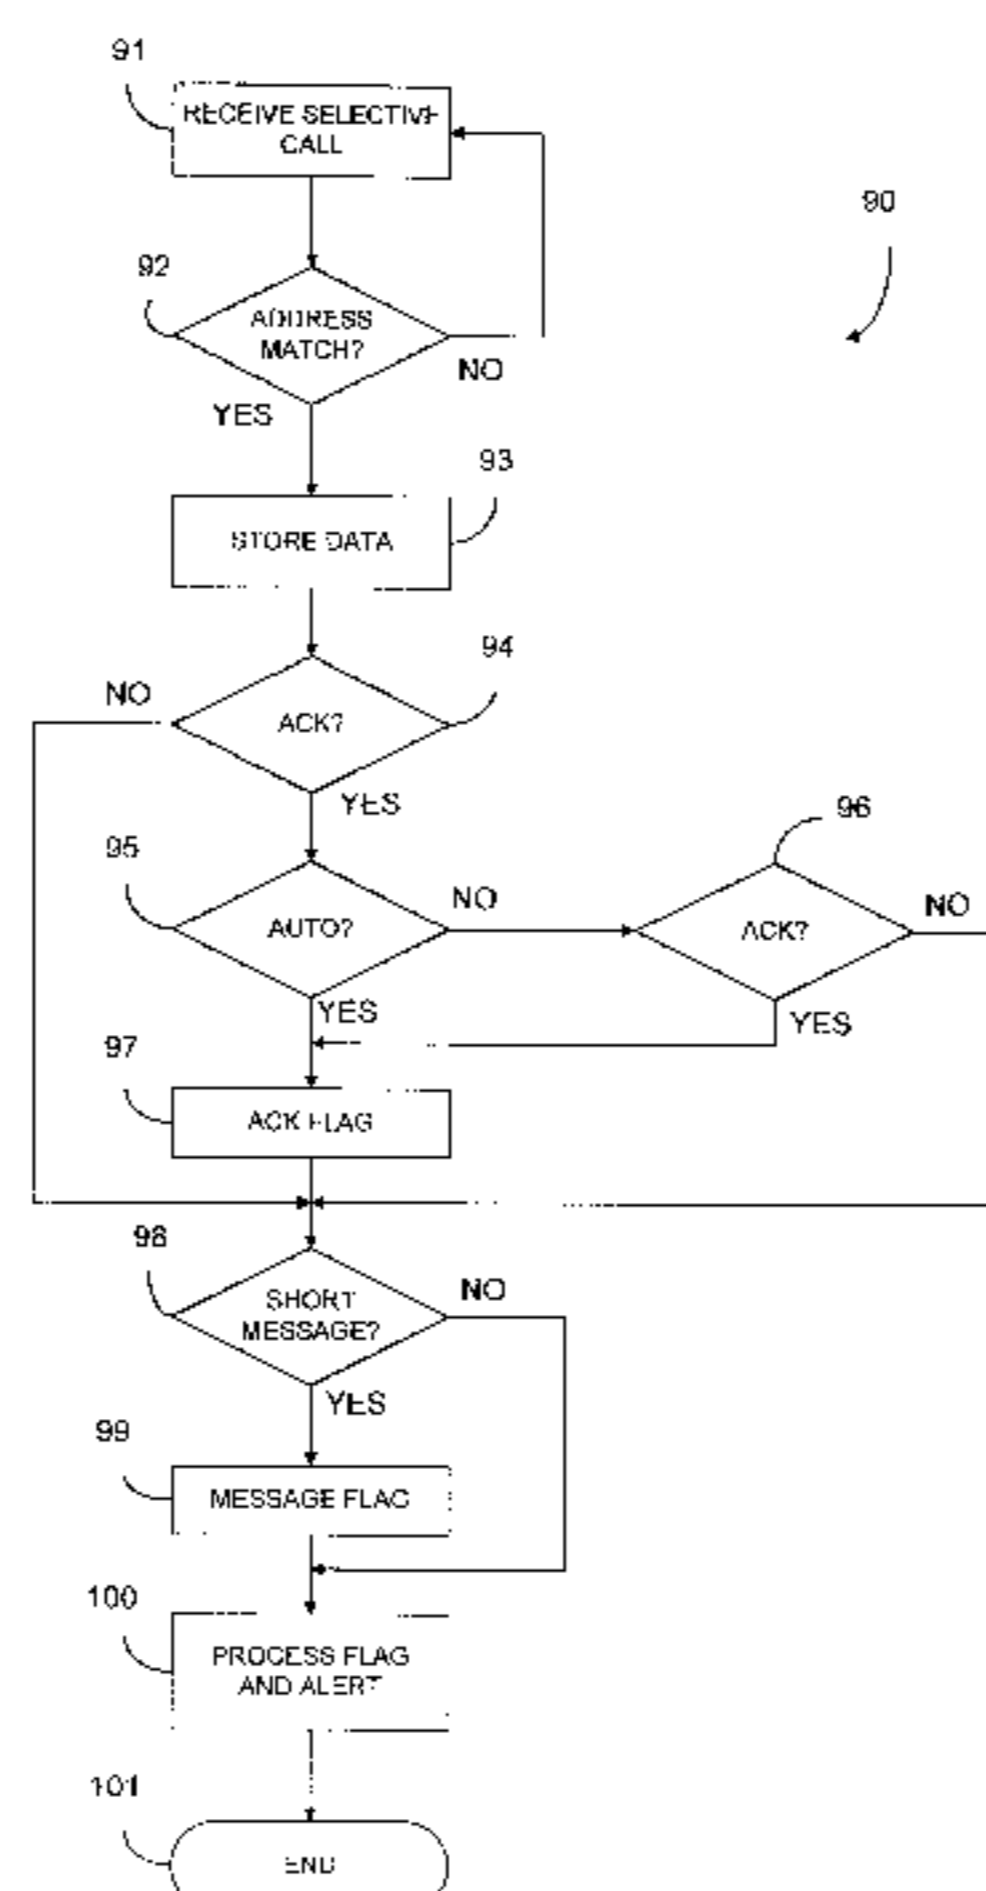 91
RECEIVE SELECTIVE
CALL
90
92
ADDRESS
MATCH?
NO
YES
93
STORE DATA
94
NO
ACK?
YES
96
95
AUTO?
NO
ACK?
NO
YES
YES
97
ACK FLAG
98
SHORT
MESSAGE?
NO
YES
99
MESSAGE FLAG
100
PROCESS FLAG
AND ALERT
101
END